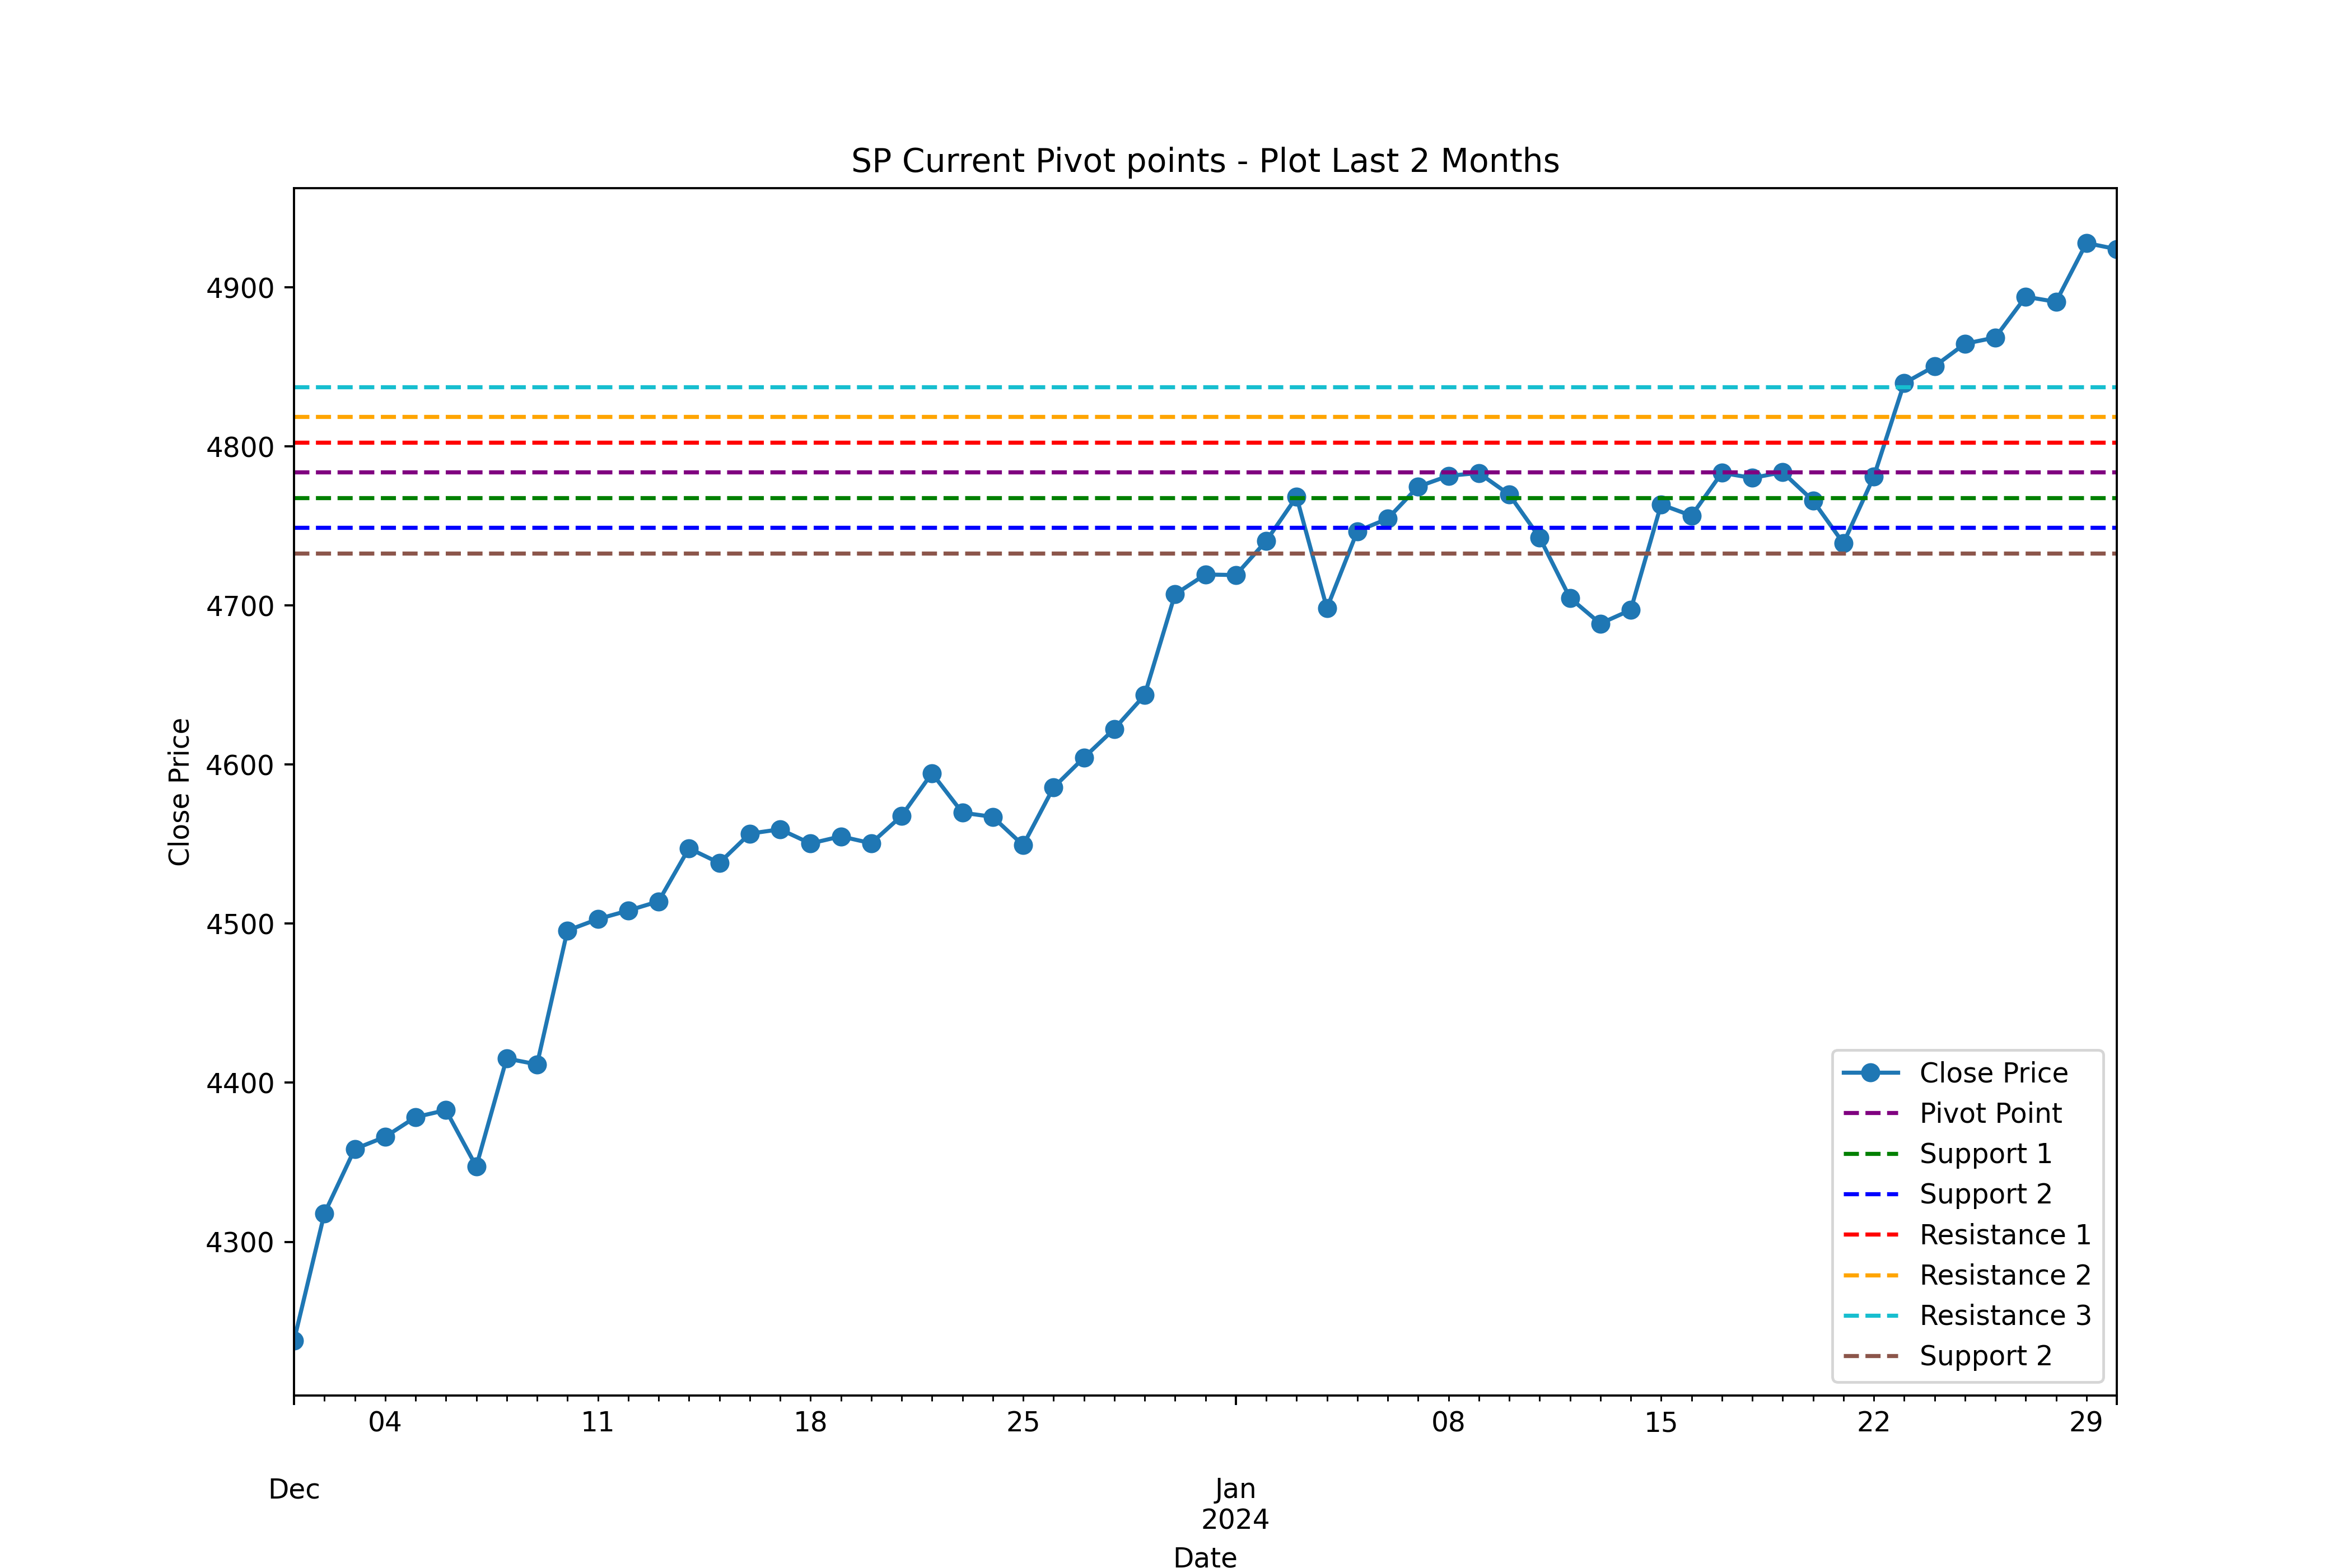 SP Current Pivot points - Plot Last 2 Months
4900
4800
4700
4600
4500
4400
4300
Close Price
Close Price
Pivot Point
Support 1
Support 2
Resistance 1
Resistance 2
Resistance 3
Support 2
04 11 18 25 08 15 22 29
Dec Jan
2024
Date